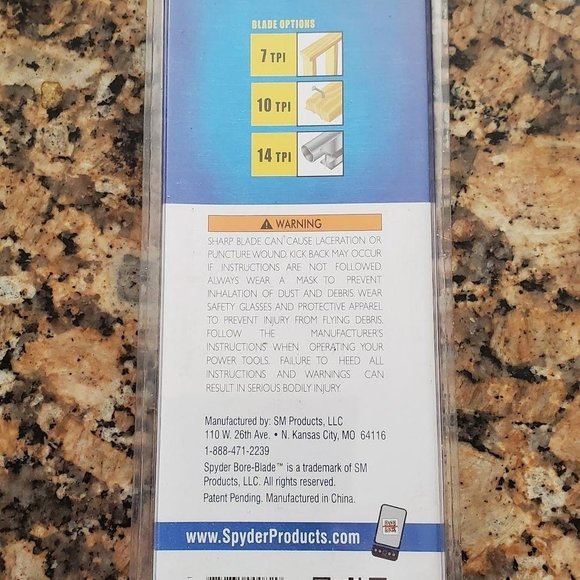 BLADE OPTIONS
7 TPI
10 TPI
14 TPI
WARNING
SHARP BLADE CAN CAUSE LACERATION OR
PUNCTURE WOUND. KICK BACK MAY OCCUR
IF INSTRUCTIONS ARE NOT FOLLOWED.
ALWAYS WEAR A MASK TO PREVENT
INHALATION OF DUST AND DEBRIS. WEAR
SAFETY GLASSES AND PROTECTIVE APPAREL
TO PREVENT INJURY FROM FLYING DEBRIS.
FOLLOW THE MANUFACTURER'S
INSTRUCTIONS WHEN OPERATING YOUR
POWER TOOLS. FAILURE TO HEED ALL
INSTRUCTIONS AND WARNINGS CAN
RESULT IN SERIOUS BODILY INJURY.
Manufactured by: SM Products, LLC
110 W. 26th Ave. • N. Kansas City, MO 64116
1-888-471-2239
Spyder Bore-Blade™ is a trademark of SM
Products, LLC. All rights reserved.
Patent Pending. Manufactured in China.
www.SpyderProducts.com